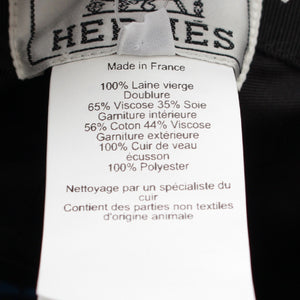 HERMÈS
Made in France
100% Laine vierge
Doublure
65% Viscose 35% Soie
Garniture intérieure
56% Coton 44% Viscose
Garniture extérieure
100% Cuir de veau
écusson
100% Polyester
Nettoyage par un spécialiste du
cuir
Contient des parties non textiles
d'origine animale